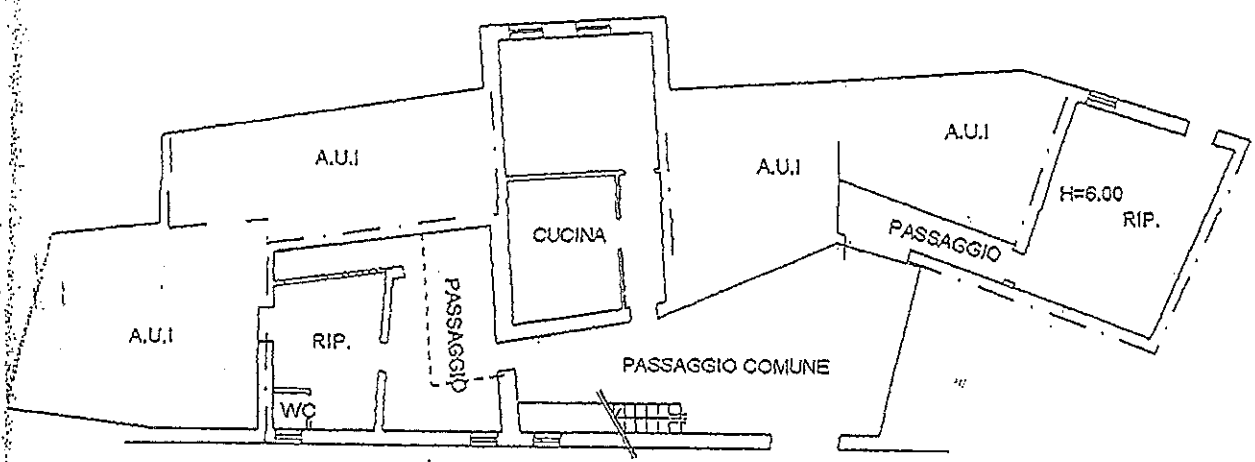 A.U.I
A.U.I
A.U.I
H=6.00
RIP.
CUCINA
PASSAGGIO
PASSAGGIO
A.U.I
RIP.
PASSAGGIO COMUNE
WC